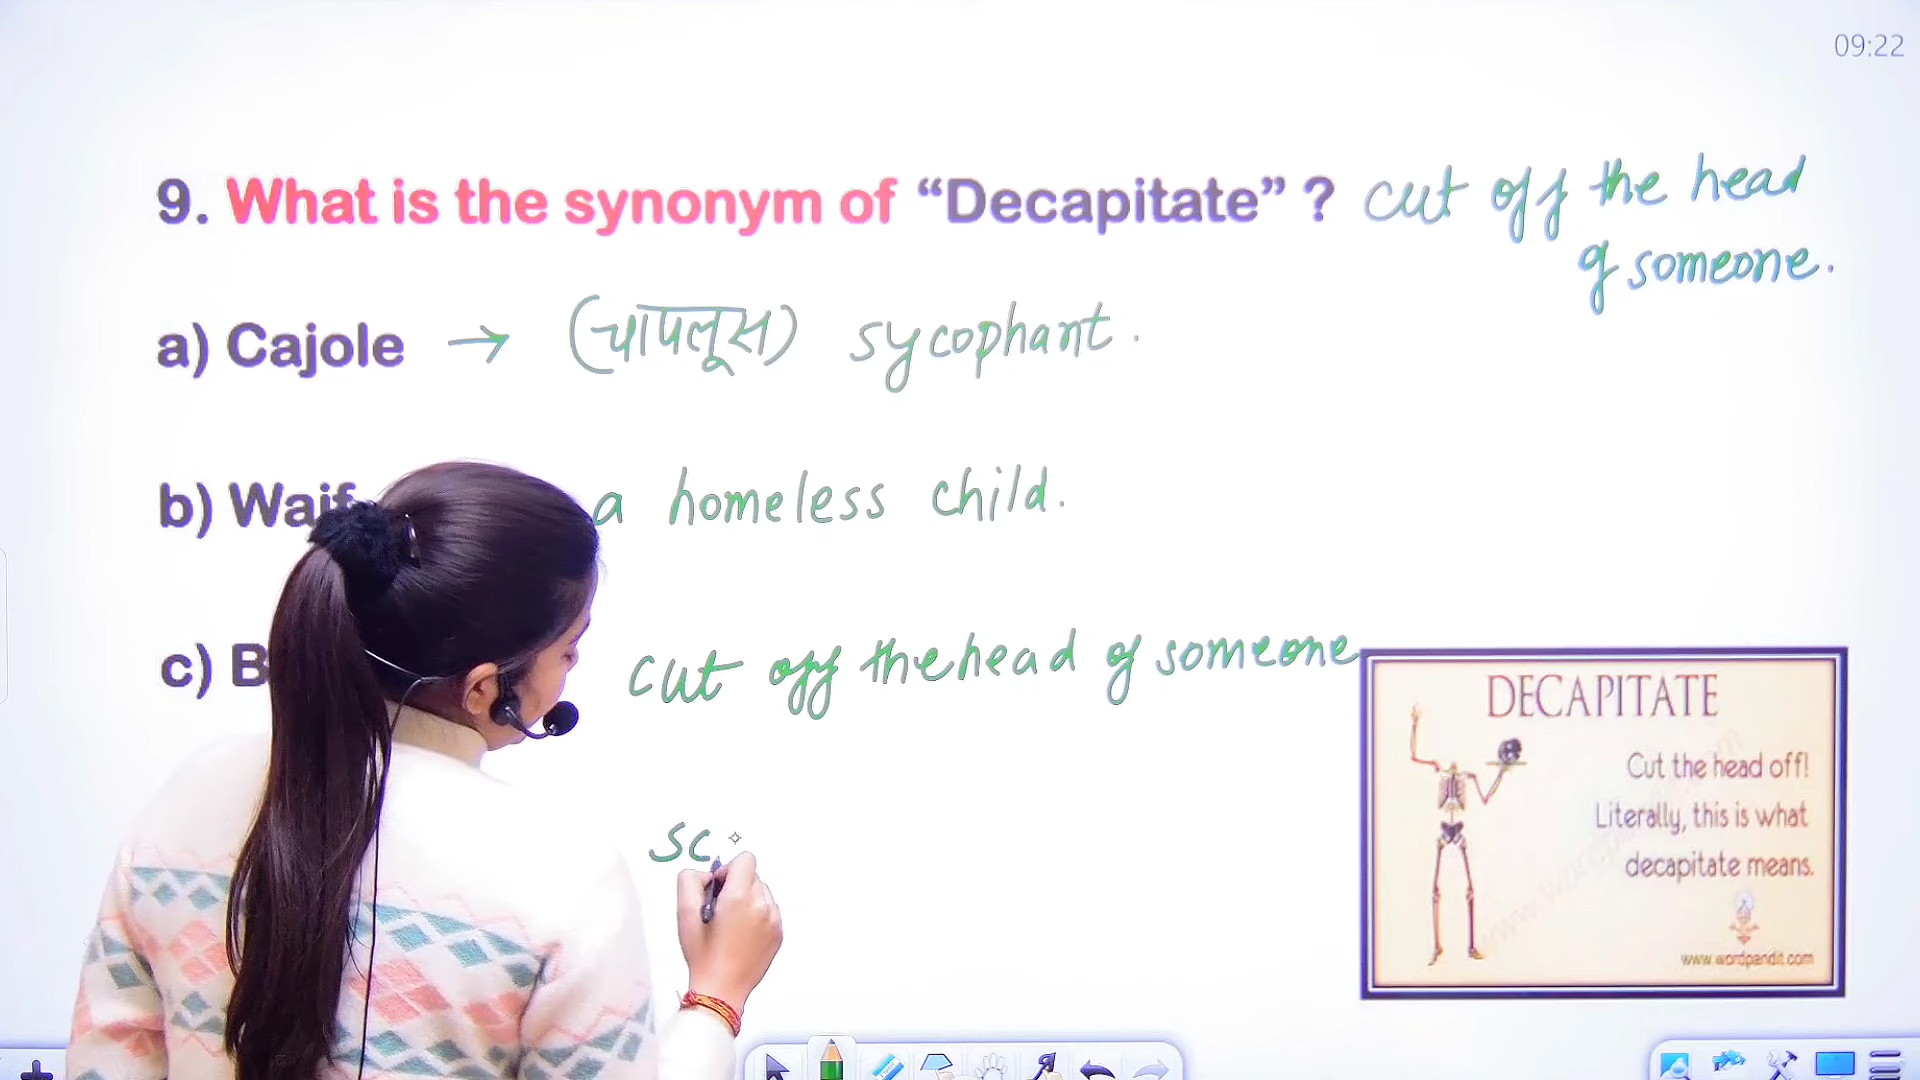 09:22
9. What is the synonym of “Decapitate” ? cut off the head
of someone.
a) Cajole → (चापलूस) sycophant.
b) Waif a homeless child.
c) B cut off the head of someone
DECAPITATE
Cut the head off!
Literally, this is what
decapitate means.
www.wordpandit.com
sc